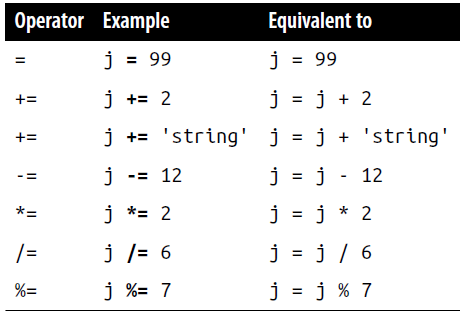 Operator Example Equivalent to
= j = 99 j = 99
+= j += 2 j = j + 2
+= j += 'string' j = j + 'string'
-= j -= 12 j = j - 12
*= j *= 2 j = j * 2
/= j /= 6 j = j / 6
%= j %= 7 j = j % 7